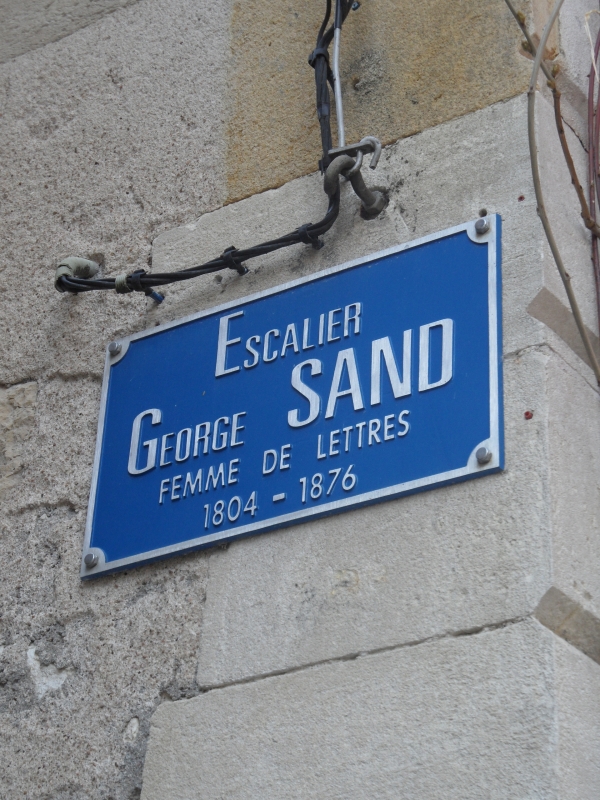 Escalier
George SAND
FEMME DE LETTRES
1804 - 1876